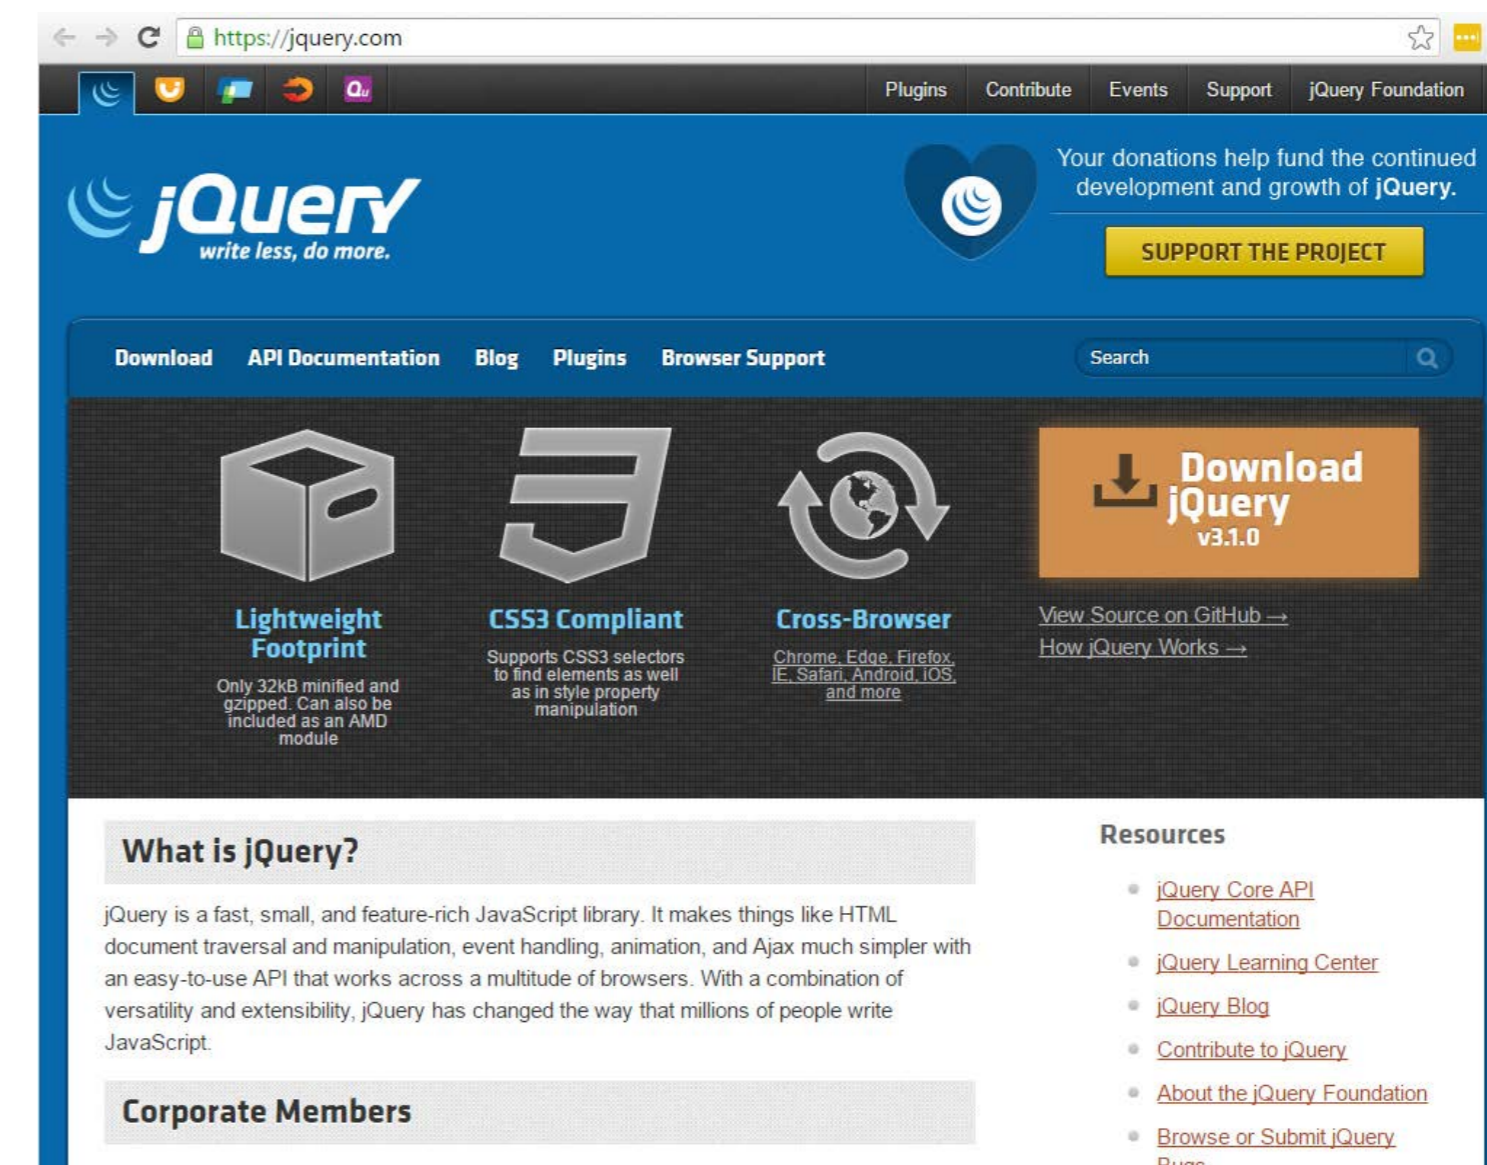 https://jquery.com
Plugins Contribute Events Support jQuery Foundation
Qu
Your donations help fund the continued
development and growth of jQuery.
jQuery
write less, do more.
SUPPORT THE PROJECT
Download API Documentation Blog Plugins Browser Support Search
Download
jQuery
v3.1.0
Lightweight
Footprint
Only 32kB minified and
gzipped. Can also be
included as an AMD
module
CSS3 Compliant
Supports CSS3 selectors
to find elements as well
as in style property
manipulation
Cross-Browser
Chrome, Edge, Firefox,
IE, Safari, Android, iOS,
and more
View Source on GitHub →
How jQuery Works →
What is jQuery?
jQuery is a fast, small, and feature-rich JavaScript library. It makes things like HTML
document traversal and manipulation, event handling, animation, and Ajax much simpler with
an easy-to-use API that works across a multitude of browsers. With a combination of
versatility and extensibility, jQuery has changed the way that millions of people write
JavaScript.
Corporate Members
Resources
jQuery Core API
Documentation
jQuery Learning Center
jQuery Blog
Contribute to jQuery
About the jQuery Foundation
Browse or Submit jQuery